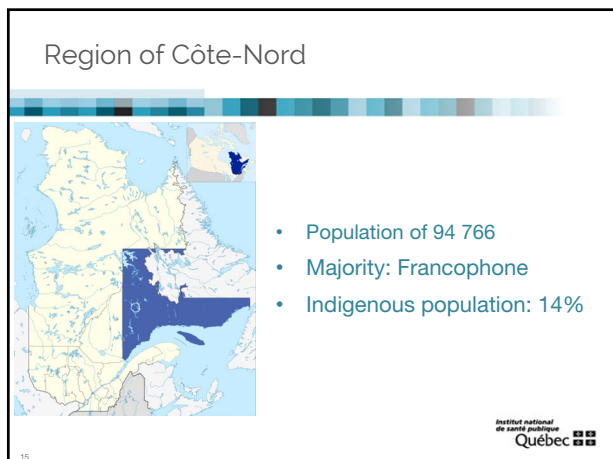 Region of Côte-Nord
• Population of 94 766
• Majority: Francophone
• Indigenous population: 14%
Institut national
de santé publique
Québec
15